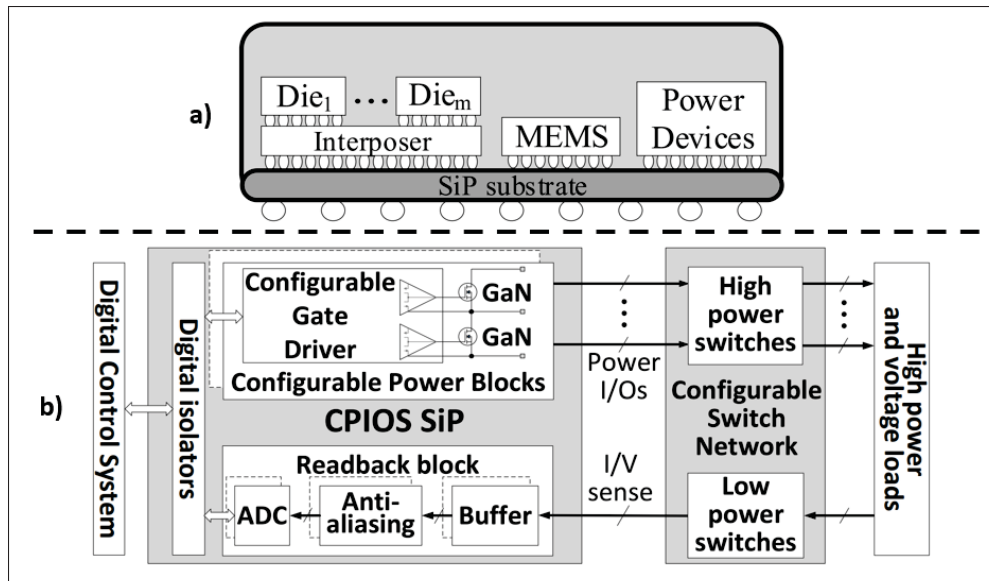 a)
Die1 ... Diem
Interposer
MEMS
Power
Devices
SiP substrate
b)
Digital Control System
Digital isolators
Configurable
Gate
Driver
GaN
GaN
Configurable Power Blocks
CPIOS SiP
Readback block
ADC
Anti-
aliasing
Buffer
Power
I/Os
I/V
sense
High
power
switches
Configurable
Switch
Network
Low
power
switches
High power
and voltage loads